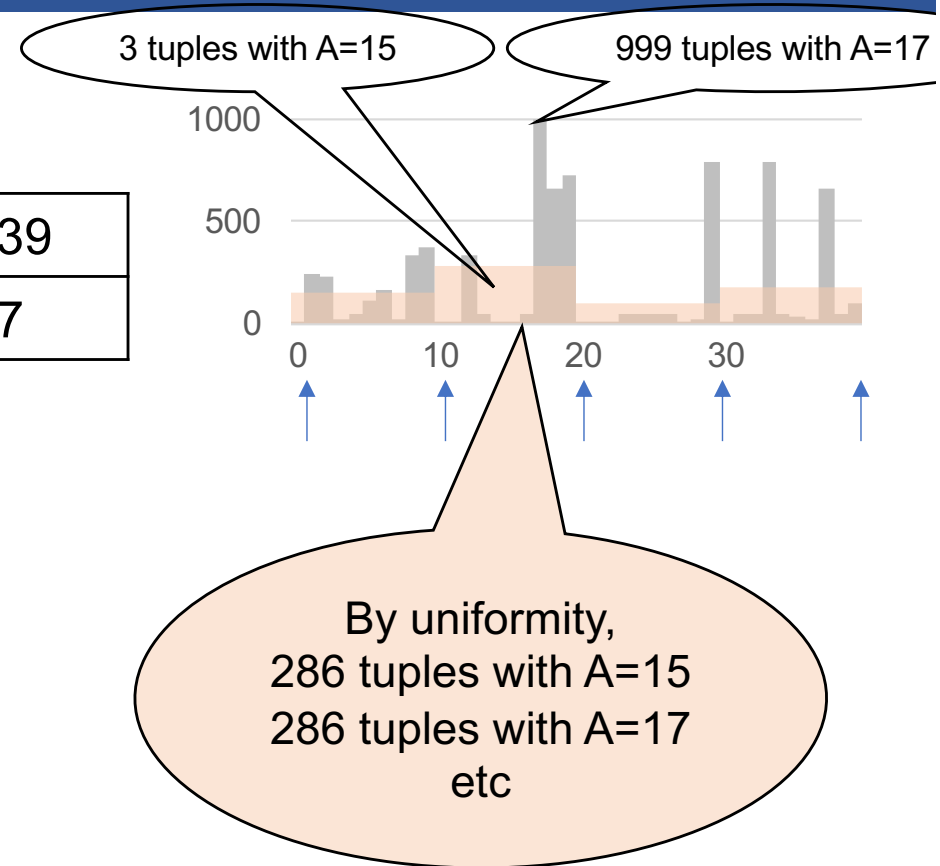 3 tuples with A=15
999 tuples with A=17
1000
500
0
0 10 20 30
39
7
By uniformity,
286 tuples with A=15
286 tuples with A=17
etc